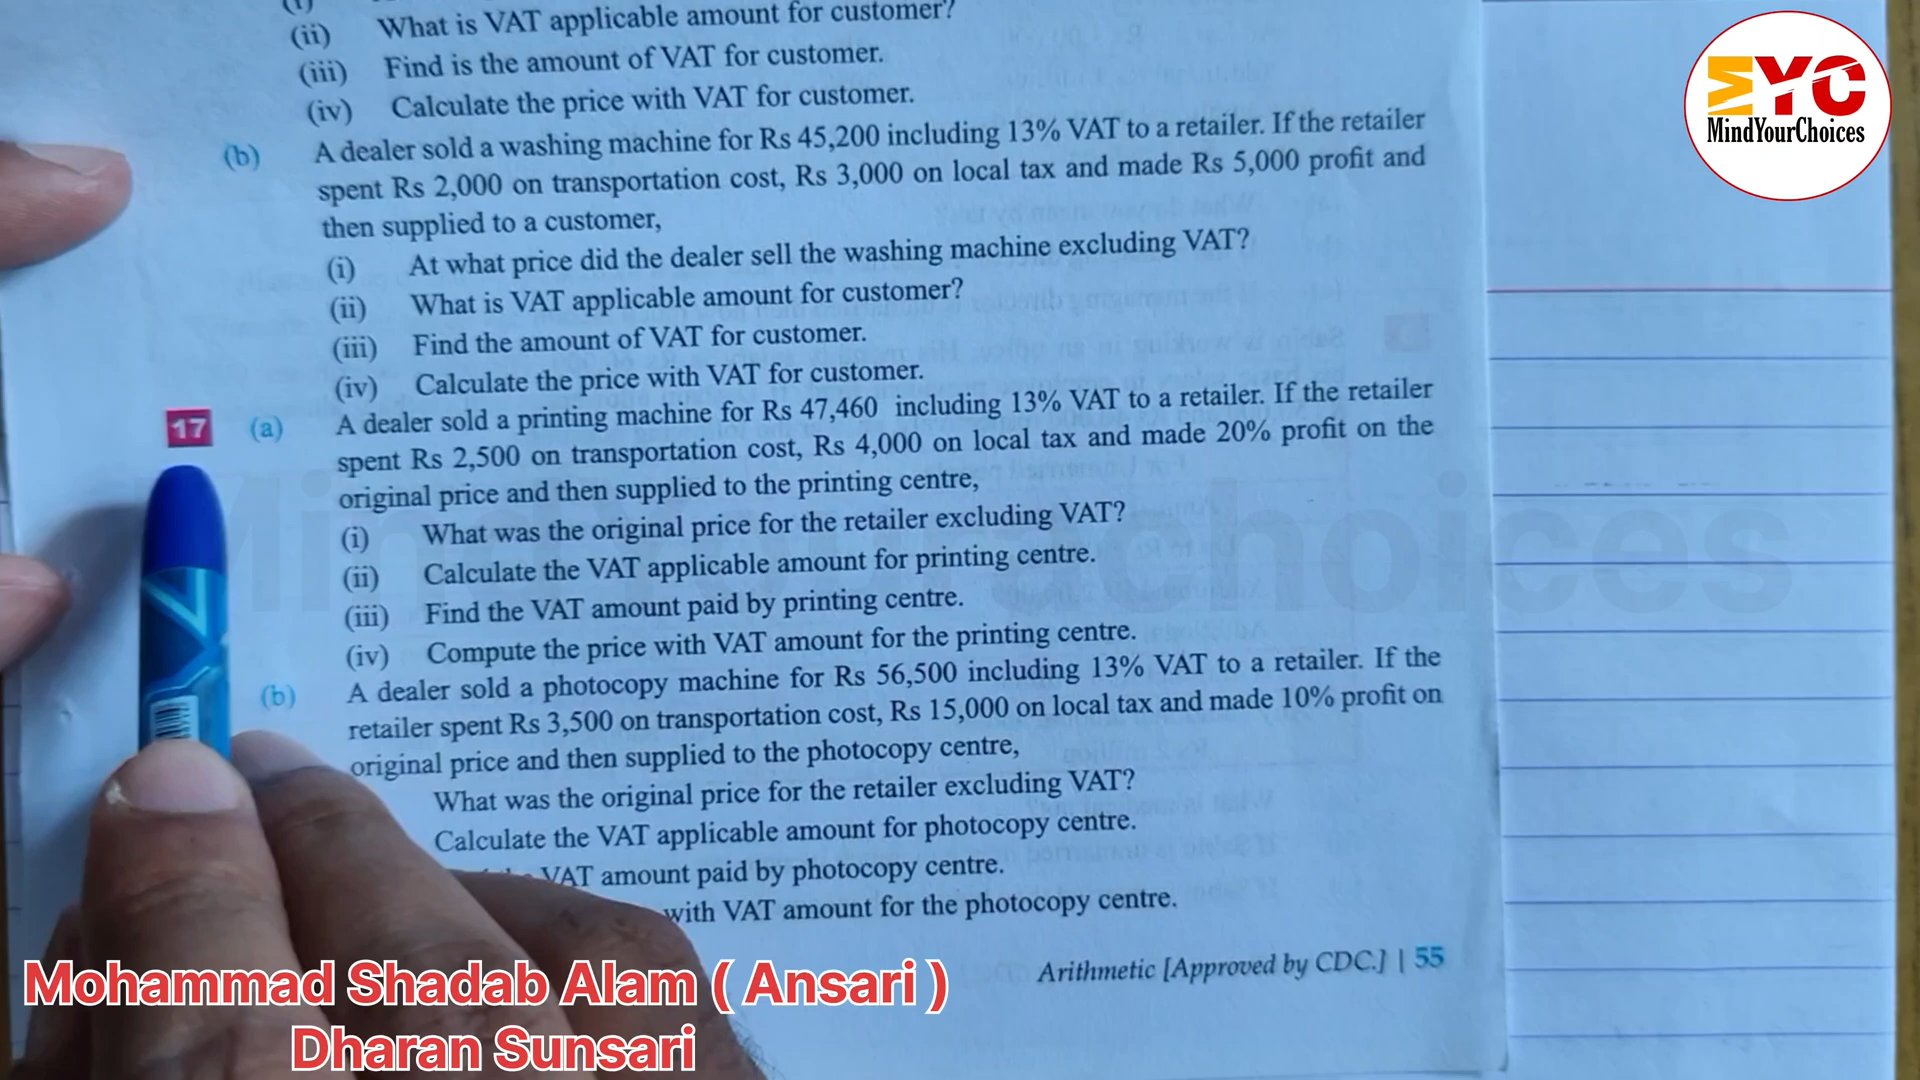 (ii) What is VAT applicable amount for customer?
(iii) Find is the amount of VAT for customer.
(iv) Calculate the price with VAT for customer.
(b) A dealer sold a washing machine for Rs 45,200 including 13% VAT to a retailer. If the retailer
spent Rs 2,000 on transportation cost, Rs 3,000 on local tax and made Rs 5,000 profit and
then supplied to a customer,
(i) At what price did the dealer sell the washing machine excluding VAT?
(ii) What is VAT applicable amount for customer?
(iii) Find the amount of VAT for customer.
(iv) Calculate the price with VAT for customer.
17 (a) A dealer sold a printing machine for Rs 47,460 including 13% VAT to a retailer. If the retailer
spent Rs 2,500 on transportation cost, Rs 4,000 on local tax and made 20% profit on the
original price and then supplied to the printing centre,
(i) What was the original price for the retailer excluding VAT?
(ii) Calculate the VAT applicable amount for printing centre.
(iii) Find the VAT amount paid by printing centre.
(iv) Compute the price with VAT amount for the printing centre.
(b) A dealer sold a photocopy machine for Rs 56,500 including 13% VAT to a retailer. If the
retailer spent Rs 3,500 on transportation cost, Rs 15,000 on local tax and made 10% profit on
original price and then supplied to the photocopy centre,
What was the original price for the retailer excluding VAT?
Calculate the VAT applicable amount for photocopy centre.
VAT amount paid by photocopy centre.
with VAT amount for the photocopy centre.
Arithmetic [Approved by CDC.] | 55
MYC
MindYourChoices
Mind Your choices
Mohammad Shadab Alam ( Ansari )
Dharan Sunsari